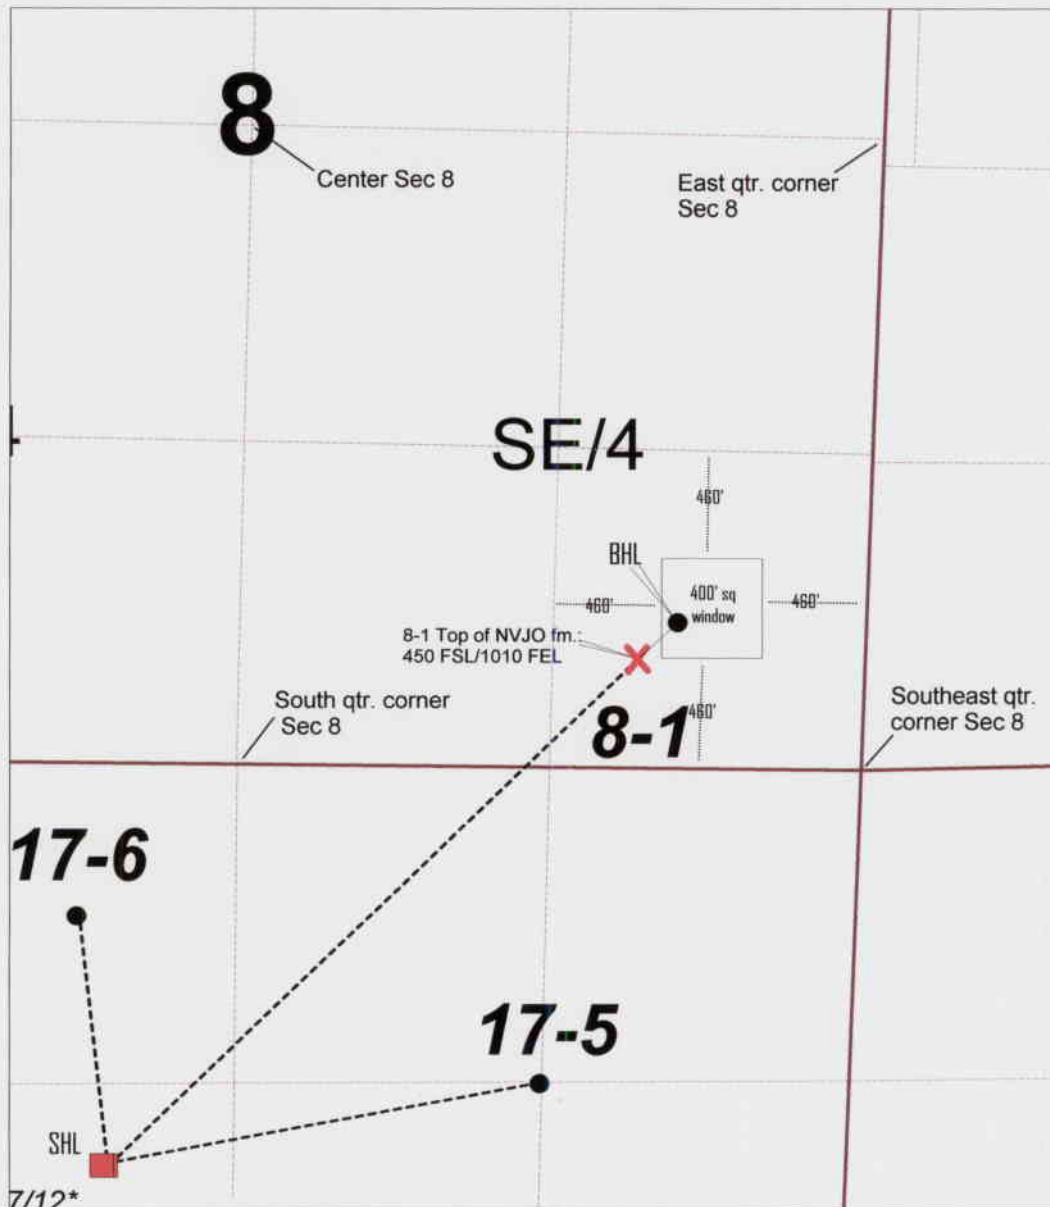 8
Center Sec 8
East qtr. corner
Sec 8
SE/4
460'
BHL
400' sq
window
460'
460'
8-1 Top of NVJO fm.:
450 FSL/1010 FEL
South qtr. corner
Sec 8
8-1
460'
Southeast qtr.
corner Sec 8
17-6
17-5
SHL
7/12*